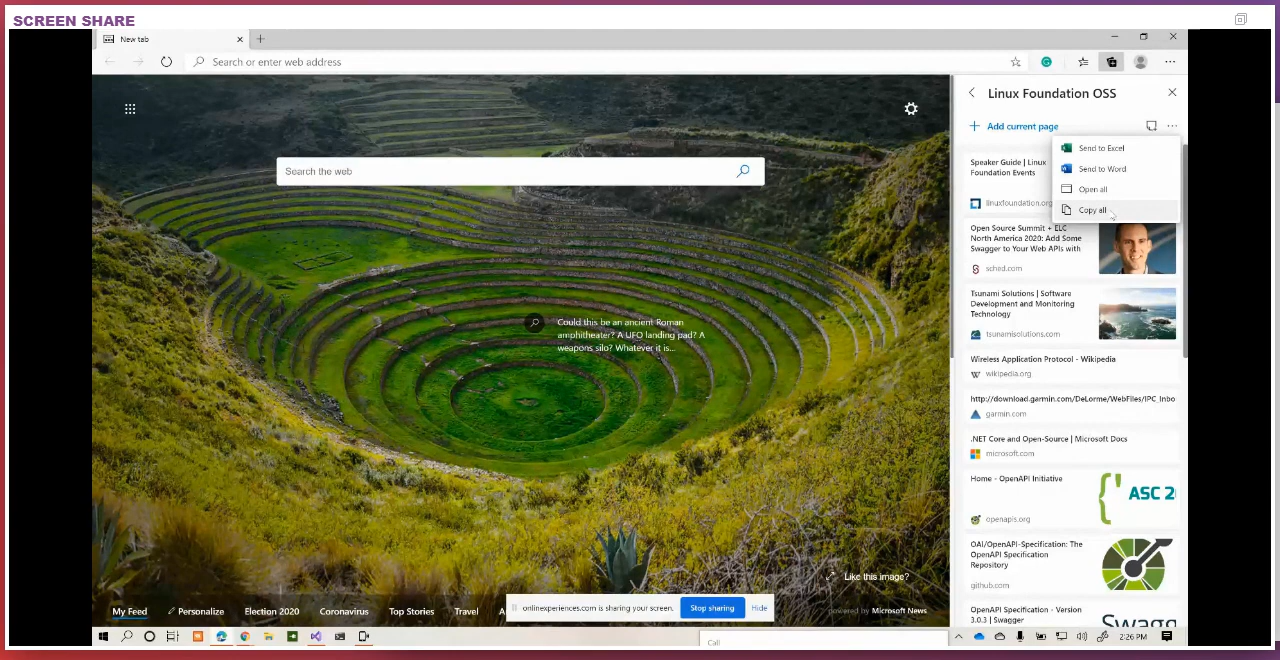 SCREEN SHARE
New tab
Search or enter web address
Linux Foundation OSS
Add current page
Send to Excel
Send to Word
Open all
Copy all
Speaker Guide | Linux
Foundation Events
linuxfoundation.org
Open Source Summit + ELC
North America 2020: Add Some
Swagger to Your Web APIs with
sched.com
Tsunami Solutions | Software
Development and Monitoring
Technology
tsunamisolutions.com
Wireless Application Protocol - Wikipedia
wikipedia.org
http://download.garmin.com/DeLorme/WebFiles/IPC_Inbo
garmin.com
.NET Core and Open-Source | Microsoft Docs
microsoft.com
Home - OpenAPI Initiative
ASC 2
openapis.org
OAI/OpenAPI-Specification: The
OpenAPI Specification
Repository
github.com
OpenAPI Specification - Version
3.0.3 | Swagger
Swagg
Search the web
Could this be an ancient Roman
amphitheater? A UFO landing pad? A
weapons silo? Whatever it is...
Like this image?
My Feed
Personalize
Election 2020
Coronavirus
Top Stories
Travel
onlinexperiences.com is sharing your screen.
Stop sharing
Hide
powered by Microsoft News
Call
2:26 PM